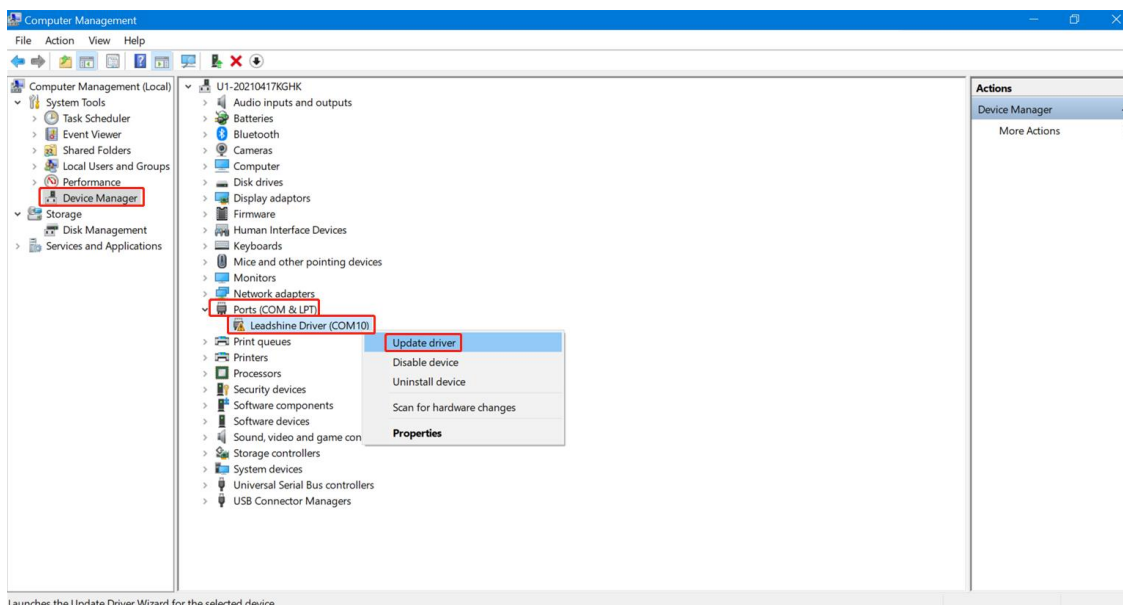 Computer Management
File Action View Help
Computer Management (Local)
System Tools
Task Scheduler
Event Viewer
Shared Folders
Local Users and Groups
Performance
Device Manager
Storage
Disk Management
Services and Applications
U1-20210417KGHK
Audio inputs and outputs
Batteries
Bluetooth
Cameras
Computer
Disk drives
Display adaptors
Firmware
Human Interface Devices
Keyboards
Mice and other pointing devices
Monitors
Network adapters
Ports (COM & LPT)
Leadshine Driver (COM10)
Print queues
Printers
Processors
Security devices
Software components
Software devices
Sound, video and game con
Storage controllers
System devices
Universal Serial Bus controllers
USB Connector Managers
Update driver
Disable device
Uninstall device
Scan for hardware changes
Properties
Actions
Device Manager
More Actions
Launches the Update Driver Wizard for the selected device.